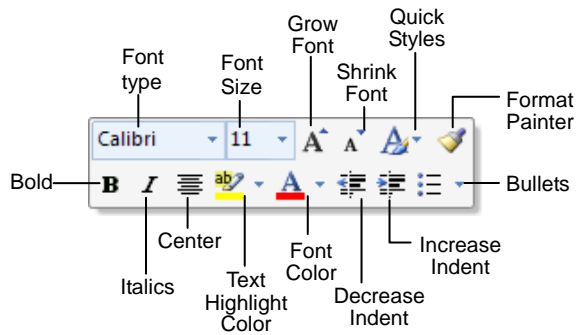 Grow
Font
Quick
Styles
Font
type
Font
Size
Shrink
Font
Format
Painter
Calibri
11
A
A
A
Bold
B
I
ab
A
Bullets
Center
Italics
Text
Highlight
Color
Font
Color
Decrease
Indent
Increase
Indent